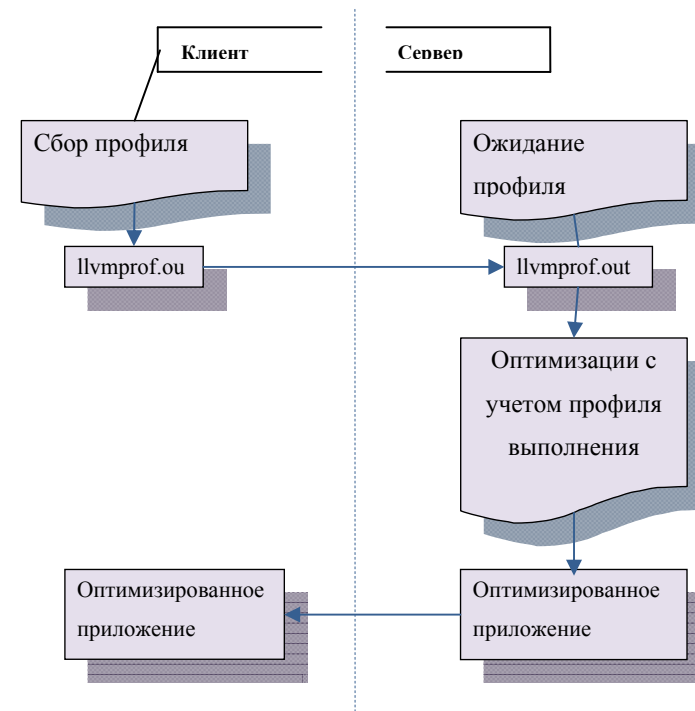 Клиент
Сервер
Сбор профиля
Ожидание
профиля
llvmprof.ou
llvmprof.out
Оптимизации с
учетом профиля
выполнения
Оптимизированное
приложение
Оптимизированное
приложение